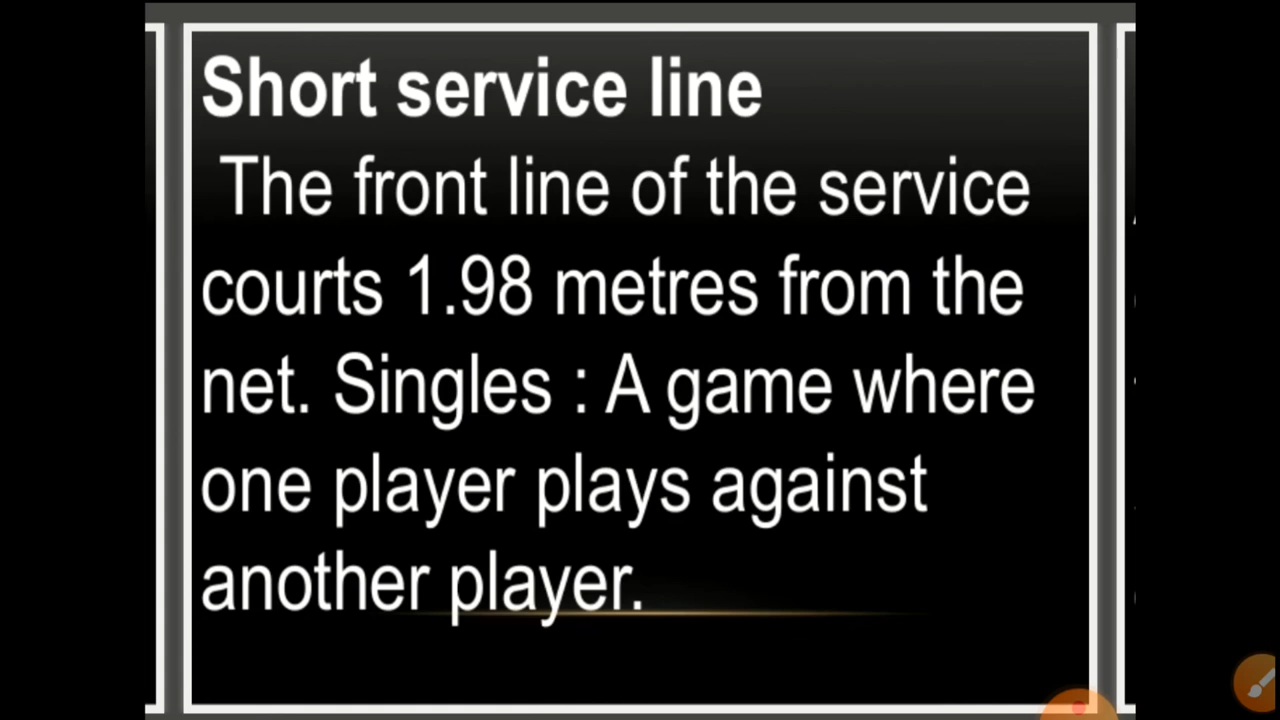 Short service line
The front line of the service
courts 1.98 metres from the
net. Singles : A game where
one player plays against
another player.